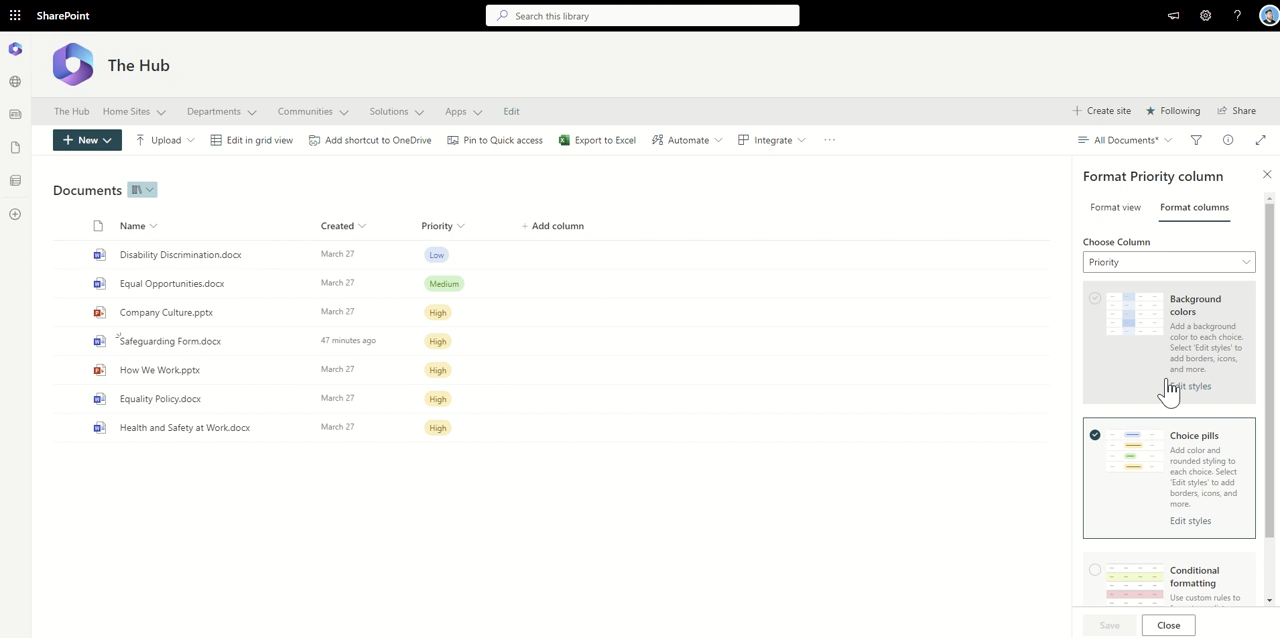 SharePoint
Search this library
The Hub
The Hub Home Sites Departments Communities Solutions Apps Edit
Create site Following Share
New Upload Edit in grid view Add shortcut to OneDrive Pin to Quick access Export to Excel Automate Integrate ...
All Documents*
Documents
Name Created Priority + Add column
Disability Discrimination.docx March 27 Low
Equal Opportunities.docx March 27 Medium
Company Culture.pptx March 27 High
Safeguarding Form.docx 47 minutes ago High
How We Work.pptx March 27 High
Equality Policy.docx March 27 High
Health and Safety at Work.docx March 27 High
Format Priority column
Format view Format columns
Choose Column
Priority
Background
colors
Add a background
color to each choice.
Select 'Edit styles' to
add borders, icons,
and more.
Edit styles
Choice pills
Add color and
rounded styling to
each choice. Select
'Edit styles' to add
borders, icons, and
more.
Edit styles
Conditional
formatting
Use custom rules to
Save Close